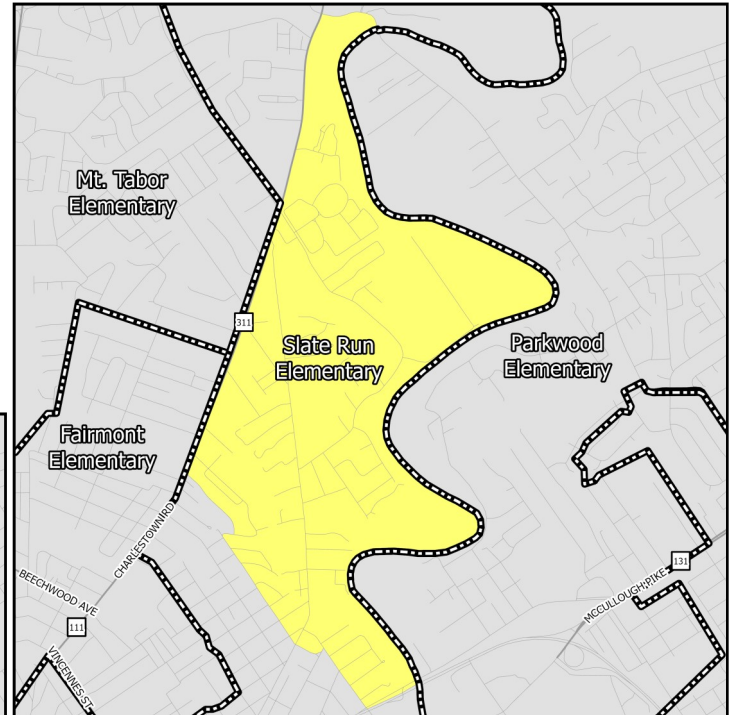 Mt. Tabor
Elementary
311
Slate Run
Elementary
Parkwood
Elementary
Fairmont
Elementary
CHARLESTOWN RD
BEECHWOOD AVE
111
VINCENNES ST
131
MCCULLOUGH PIKE